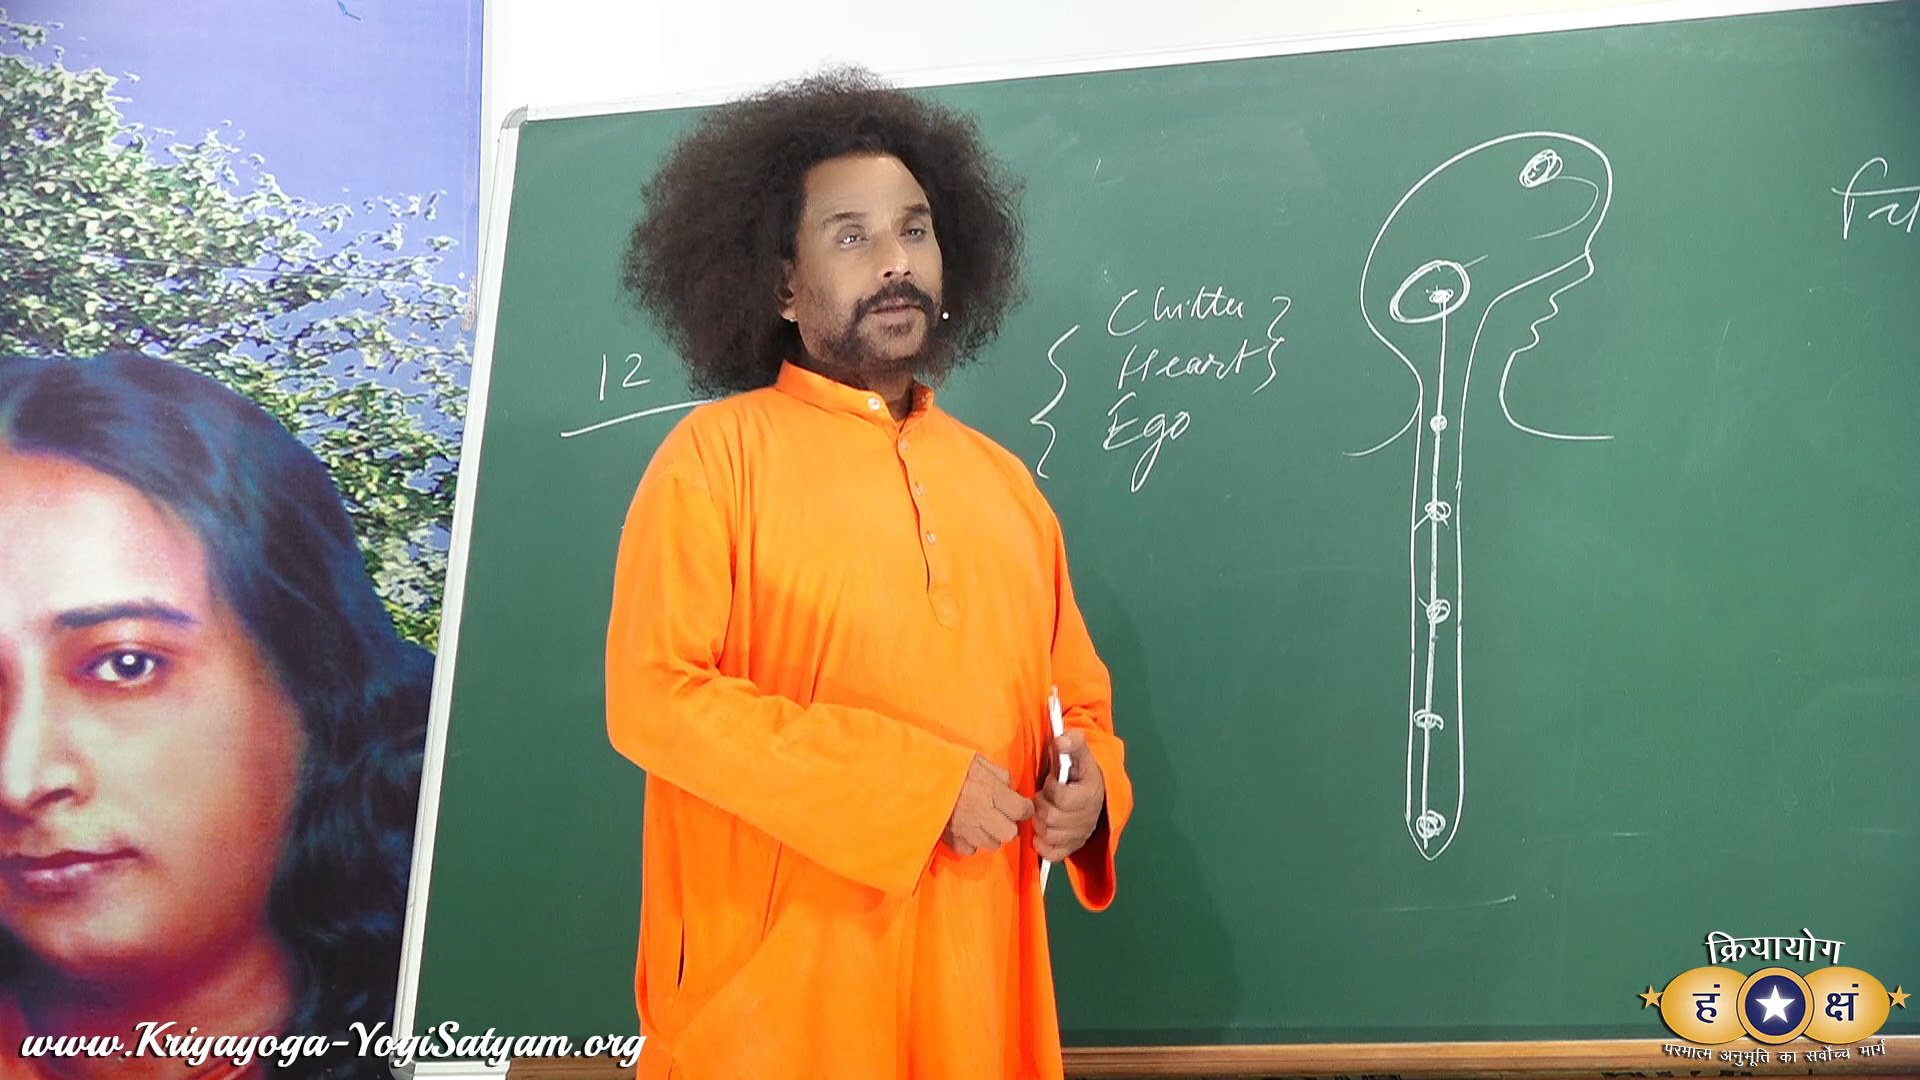 12
{ Chitta }
Heart }
Ego
www.Kriyayoga-YogiSatyam.org
क्रियायोग
हं क्षं
परमात्म अनुभूति का सर्वोच्च मार्ग